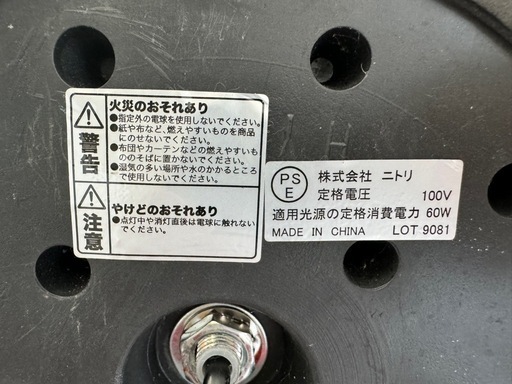 警告
火災のおそれあり
●指定外の電球を使用しないでください。
●紙や布など、燃えやすいものを商品
にのせないでください。
●布団やカーテンなどの燃えやすいも
ののそばに置かないでください。
●湿気の多い場所や水のかかるところ
で使用しないでください。
注意
やけどのおそれあり
●点灯中や消灯直後は電球に触れない
でください。
PS
E
株式会社 ニトリ
定格電圧 100V
適用光源の定格消費電力 60W
MADE IN CHINA LOT 9081